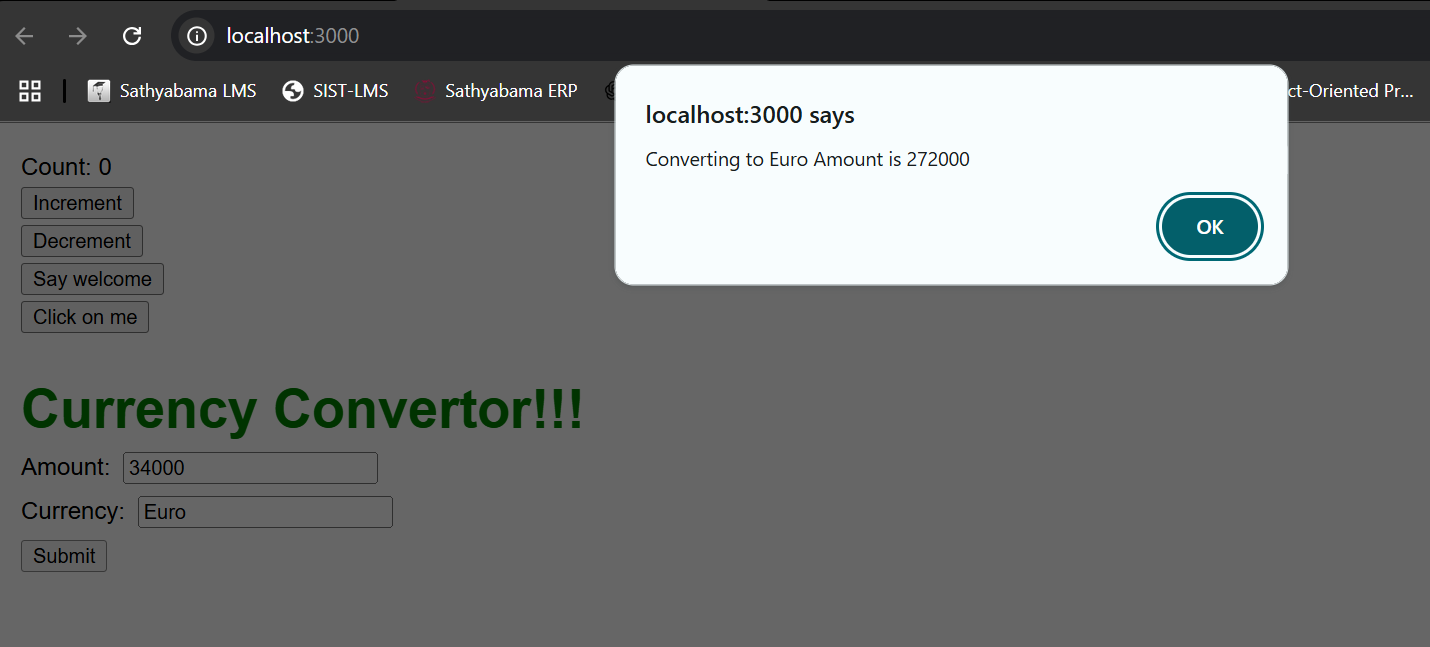 localhost:3000
Sathyabama LMS SIST-LMS Sathyabama ERP ct-Oriented Pr...
localhost:3000 says
Converting to Euro Amount is 272000
OK
Count: 0
Increment
Decrement
Say welcome
Click on me
Currency Convertor!!!
Amount: 34000
Currency: Euro
Submit